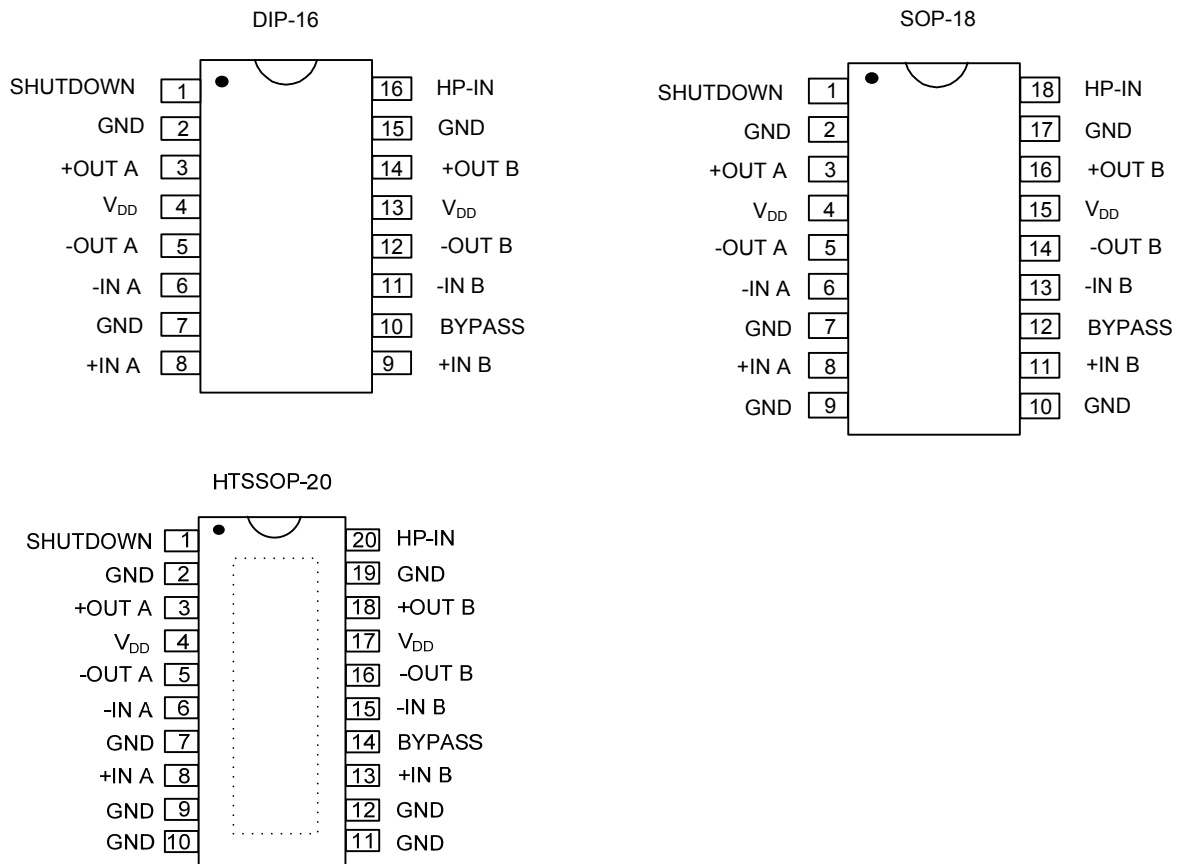 DIP-16
SHUTDOWN 1 16 HP-IN
GND 2 15 GND
+OUT A 3 14 +OUT B
VDD 4 13 VDD
-OUT A 5 12 -OUT B
-IN A 6 11 -IN B
GND 7 10 BYPASS
+IN A 8 9 +IN B
SOP-18
SHUTDOWN 1 18 HP-IN
GND 2 17 GND
+OUT A 3 16 +OUT B
VDD 4 15 VDD
-OUT A 5 14 -OUT B
-IN A 6 13 -IN B
GND 7 12 BYPASS
+IN A 8 11 +IN B
GND 9 10 GND
HTSSOP-20
SHUTDOWN 1 20 HP-IN
GND 2 19 GND
+OUT A 3 18 +OUT B
VDD 4 17 VDD
-OUT A 5 16 -OUT B
-IN A 6 15 -IN B
GND 7 14 BYPASS
+IN A 8 13 +IN B
GND 9 12 GND
GND 10 11 GND